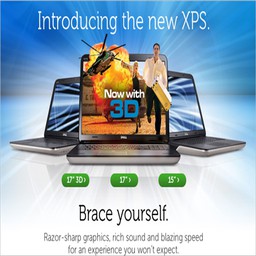 Introducing the new XPS.
Now with
3D
17" 3D ›
17" ›
15" ›
Brace yourself.
Razor-sharp graphics, rich sound and blazing speed
for an experience you won't expect.